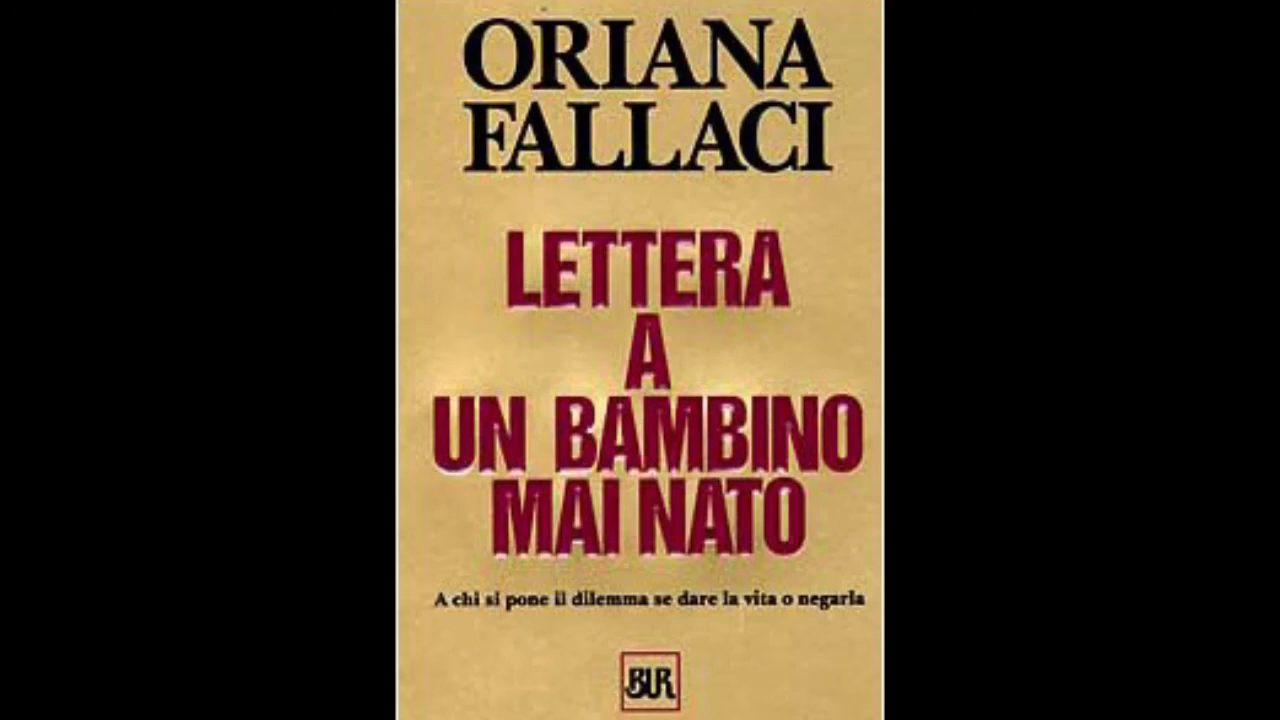 ORIANA
FALLACI
LETTERA
A
UN BAMBINO
MAI NATO
A chi si pone il dilemma se dare la vita o negarla
BUR